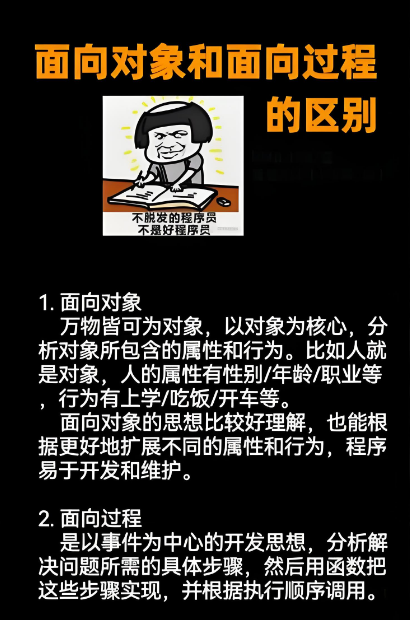 面向对象和面向过程
的区别
不脱发的程序员
不是好程序员
1. 面向对象
万物皆可为对象，以对象为核心，分
析对象所包含的属性和行为。比如人就
是对象，人的属性有性别/年龄/职业等
，行为有上学/吃饭/开车等。
面向对象的思想比较好理解，也能根
据更好地扩展不同的属性和行为，程序
易于开发和维护。
2. 面向过程
是以事件为中心的开发思想，分析解
决问题所需的具体步骤，然后用函数把
这些步骤实现，并根据执行顺序调用。